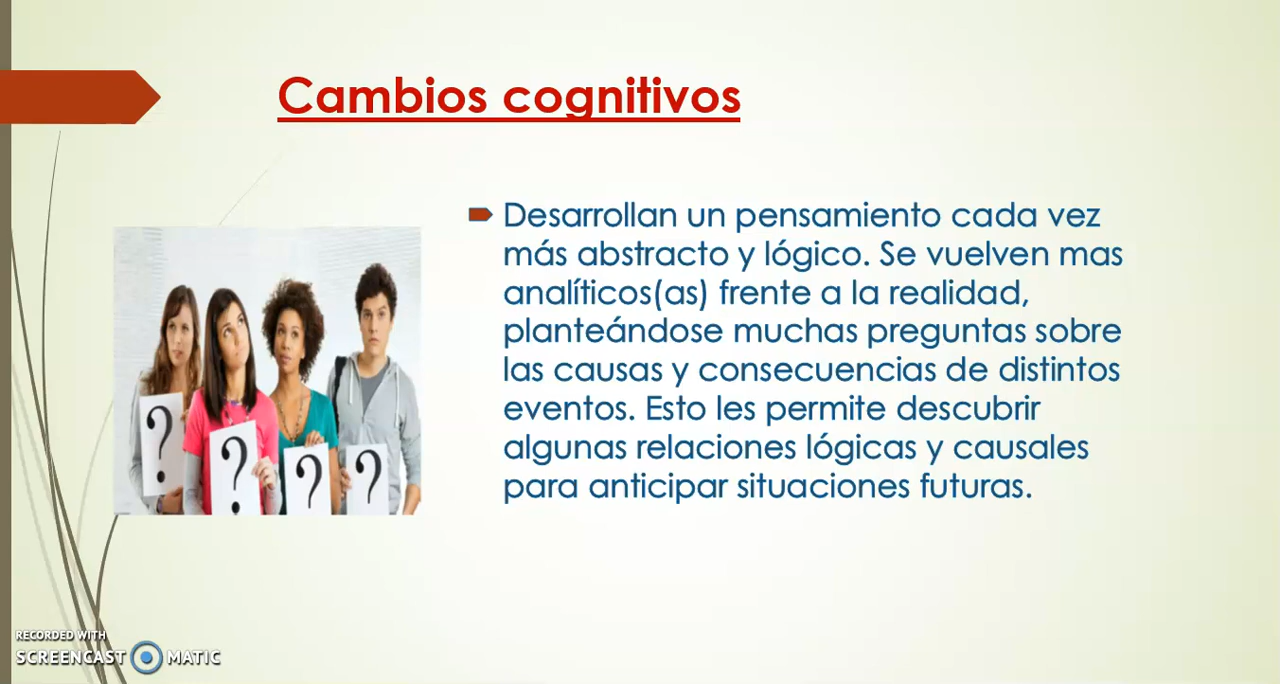 Cambios cognitivos
Desarrollan un pensamiento cada vez
más abstracto y lógico. Se vuelven mas
analíticos(as) frente a la realidad,
planteándose muchas preguntas sobre
las causas y consecuencias de distintos
eventos. Esto les permite descubrir
algunas relaciones lógicas y causales
para anticipar situaciones futuras.
? ? ? ?
RECORDED WITH
SCREENCAST MATIC